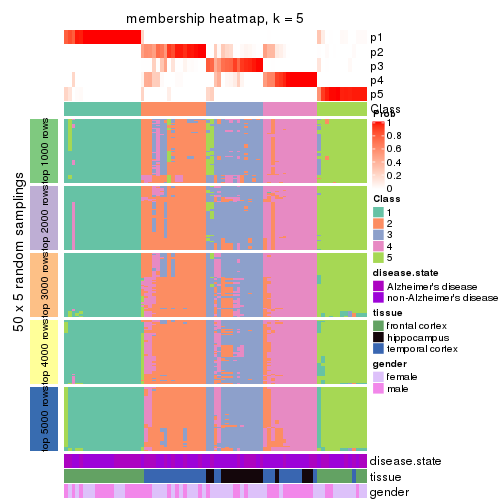 membership heatmap, k = 5
p1
p2
p3
p4
p5
Class
50 x 5 random samplings
top 1000 rows
top 2000 rows
top 3000 rows
top 4000 rows
top 5000 rows
disease.state
tissue
gender
Prob
1
0.8
0.6
0.4
0.2
0
Class
1
2
3
4
5
disease.state
Alzheimer's disease
non-Alzheimer's disease
tissue
frontal cortex
hippocampus
temporal cortex
gender
female
male